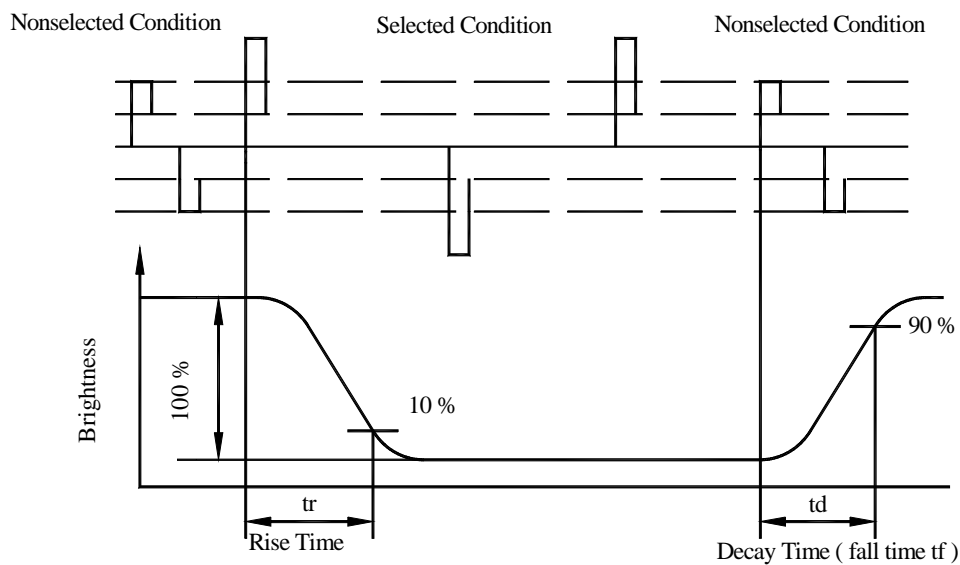 Nonselected Condition
Selected Condition
Nonselected Condition
90 %
Brightness
100 %
10 %
tr
Rise Time
td
Decay Time ( fall time tf )